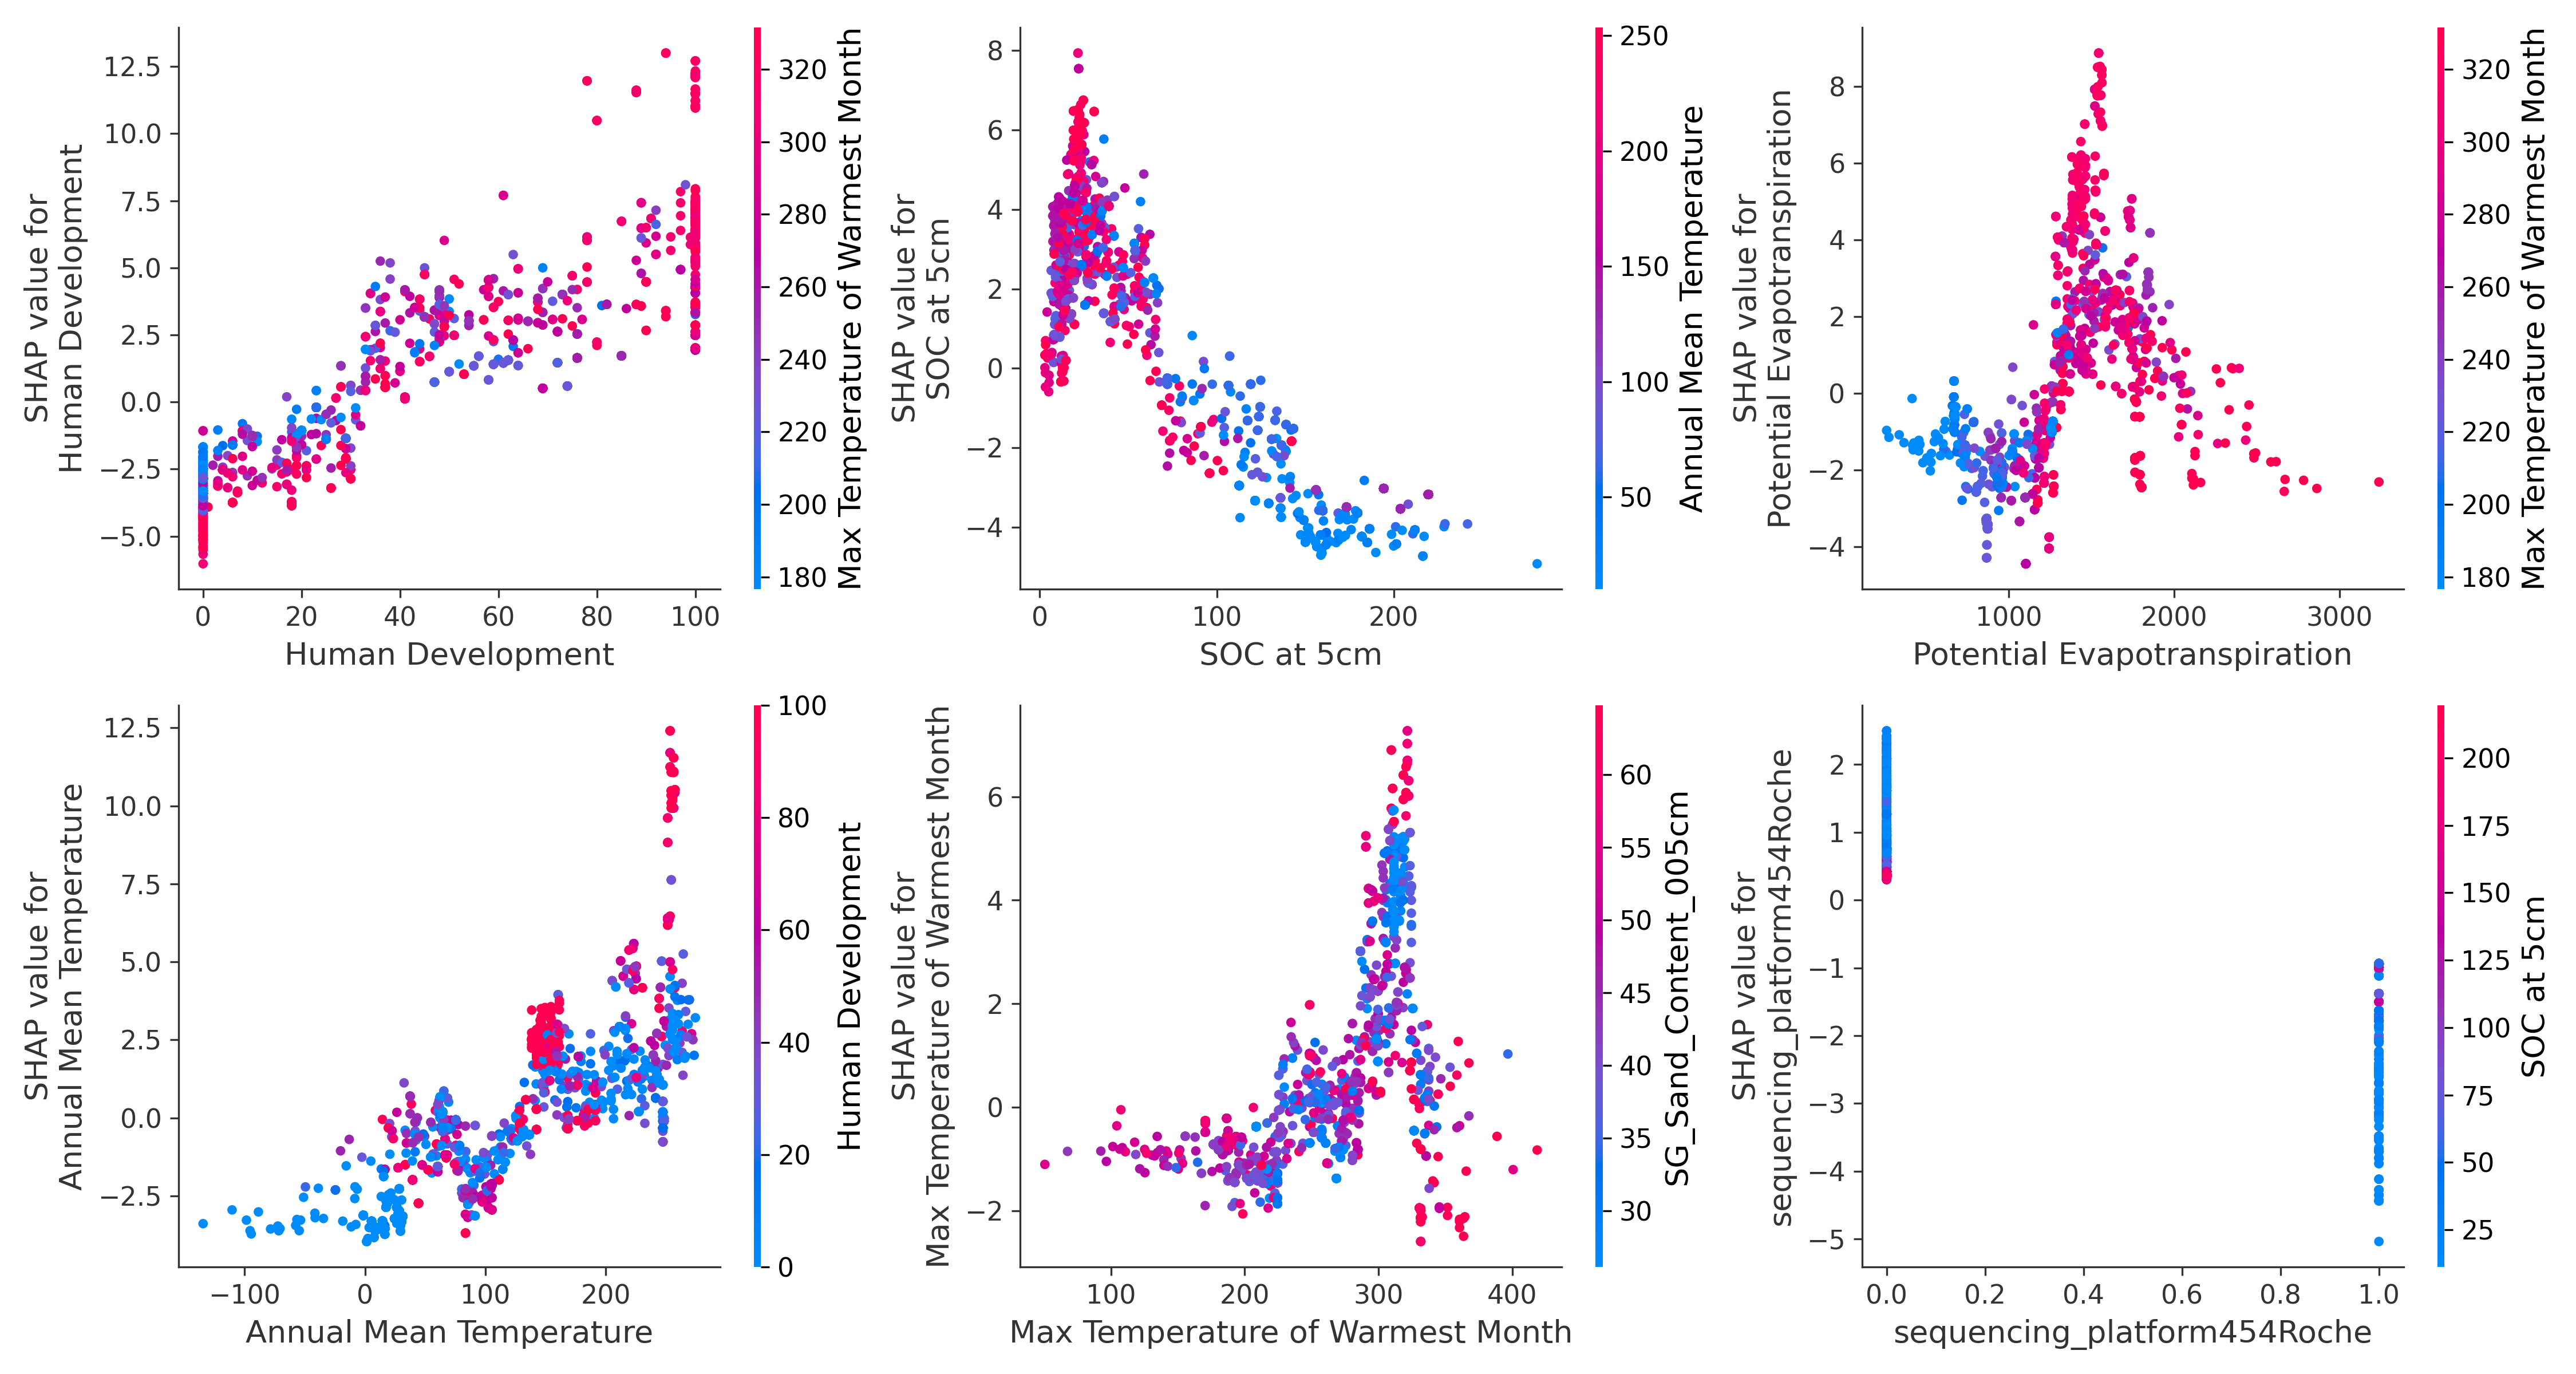 12.5
10.0
7.5
5.0
2.5
0.0
−2.5
−5.0
SHAP value for
Human Development
0 20 40 60 80 100
Human Development
320
300
280
260
240
220
200
180
Max Temperature of Warmest Month
8
6
4
2
0
−2
−4
SHAP value for
SOC at 5cm
0 100 200
SOC at 5cm
250
200
150
100
50
Annual Mean Temperature
8
6
4
2
0
−2
−4
SHAP value for
Potential Evapotranspiration
1000 2000 3000
Potential Evapotranspiration
320
300
280
260
240
220
200
180
Max Temperature of Warmest Month
12.5
10.0
7.5
5.0
2.5
0.0
−2.5
SHAP value for
Annual Mean Temperature
−100 0 100 200
Annual Mean Temperature
100
80
60
40
20
0
Human Development
6
4
2
0
−2
SHAP value for
Max Temperature of Warmest Month
100 200 300 400
Max Temperature of Warmest Month
60
55
50
45
40
35
30
SG_Sand_Content_005cm
2
1
0
−1
−2
−3
−4
−5
SHAP value for
sequencing_platform454Roche
0.0 0.2 0.4 0.6 0.8 1.0
sequencing_platform454Roche
200
175
150
125
100
75
50
25
SOC at 5cm